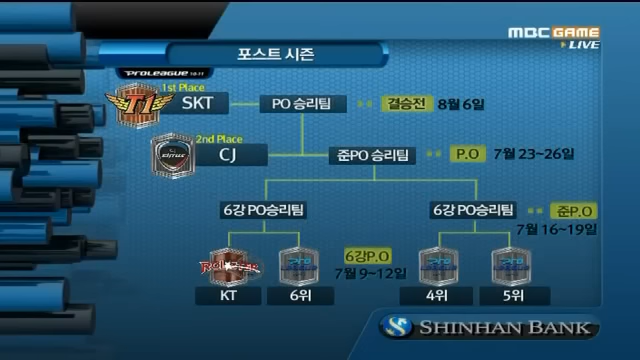 포스트 시즌
MBC GAME
LIVE
PROLEAGUE 10-11
1st Place
T1
SKT
PO 승리팀
결승전
8월 6일
2nd Place
ENTUS
CJ
준PO 승리팀
P.O
7월 23~26일
6강 PO승리팀
6강 PO승리팀
준P.O
7월 16~19일
6강P.O
7월 9~12일
KT
6위
4위
5위
SHINHAN BANK